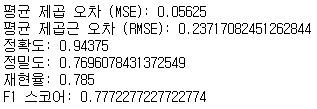 평균 제곱 오차 (MSE): 0.05625
평균 제곱근 오차 (RMSE): 0.23717082451262844
정확도: 0.94375
정밀도: 0.7696078431372549
재현율: 0.785
F1 스코어: 0.7772277227722774